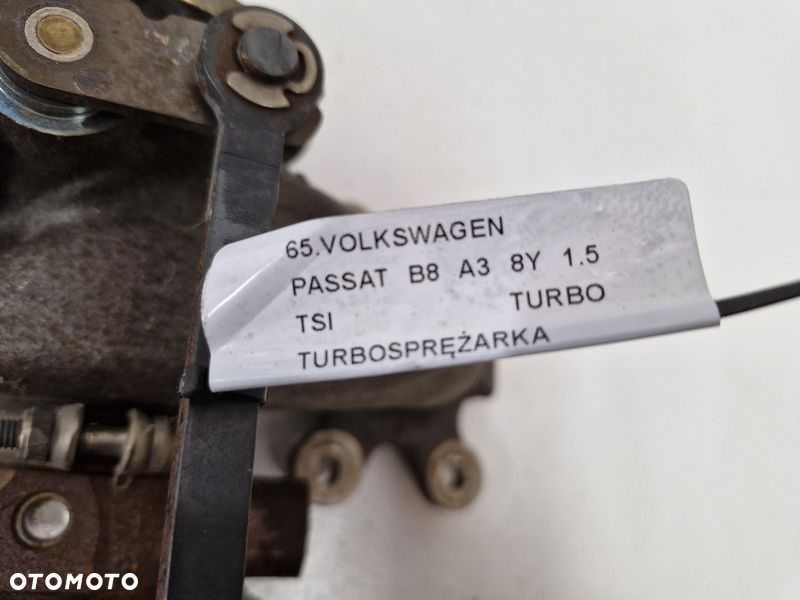 65.VOLKSWAGEN
PASSAT B8 A3 8Y 1.5
TSI TURBO
TURBOSPRĘŻARKA
OTOMOTO